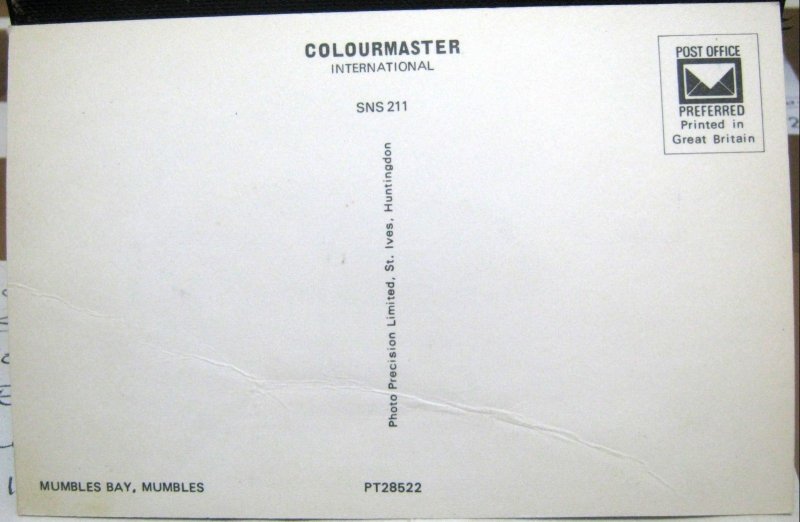 COLOURMASTER
INTERNATIONAL
SNS 211
POST OFFICE
PREFERRED
Printed in
Great Britain
Photo Precision Limited, St. Ives, Huntingdon
MUMBLES BAY, MUMBLES
PT28522